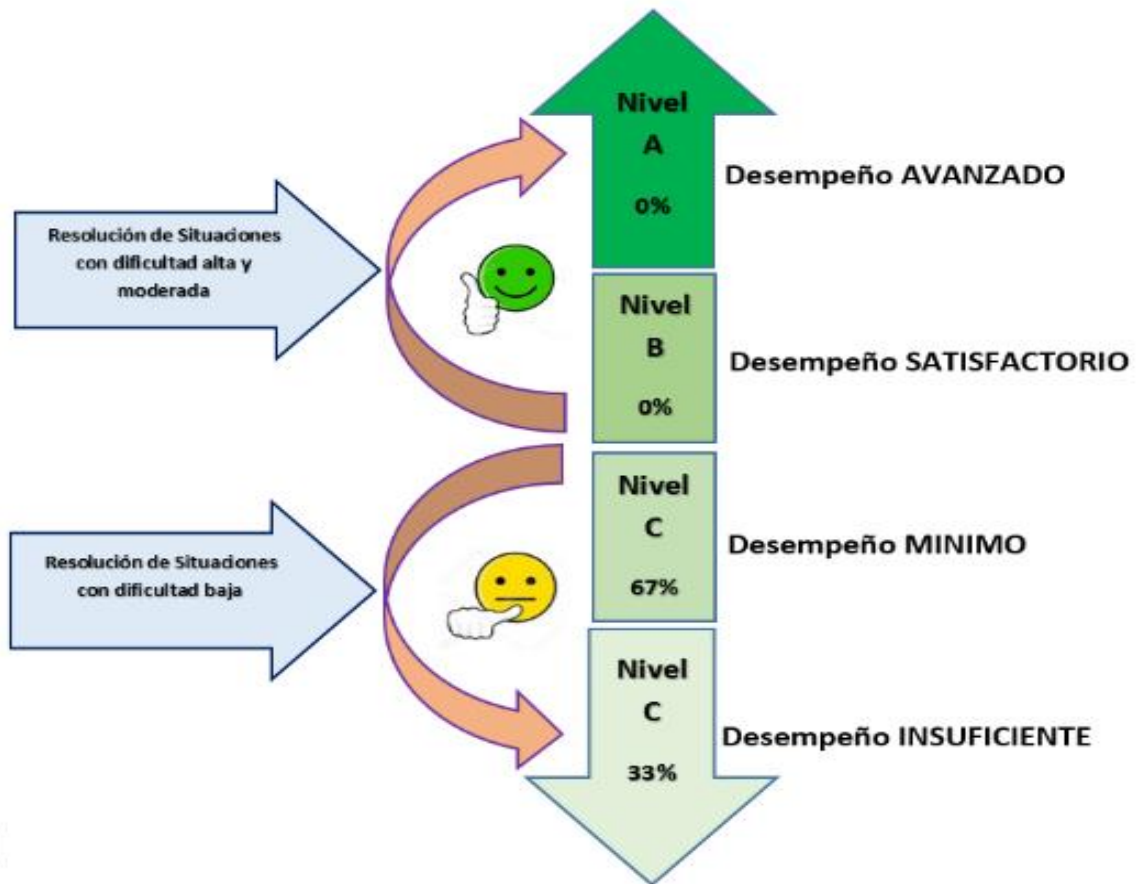 Nivel
A
0%
Desempeño AVANZADO
Resolución de Situaciones
con dificultad alta y
moderada
Nivel
B
0%
Desempeño SATISFACTORIO
Nivel
C
67%
Desempeño MINIMO
Resolución de Situaciones
con dificultad baja
Nivel
C
33%
Desempeño INSUFICIENTE